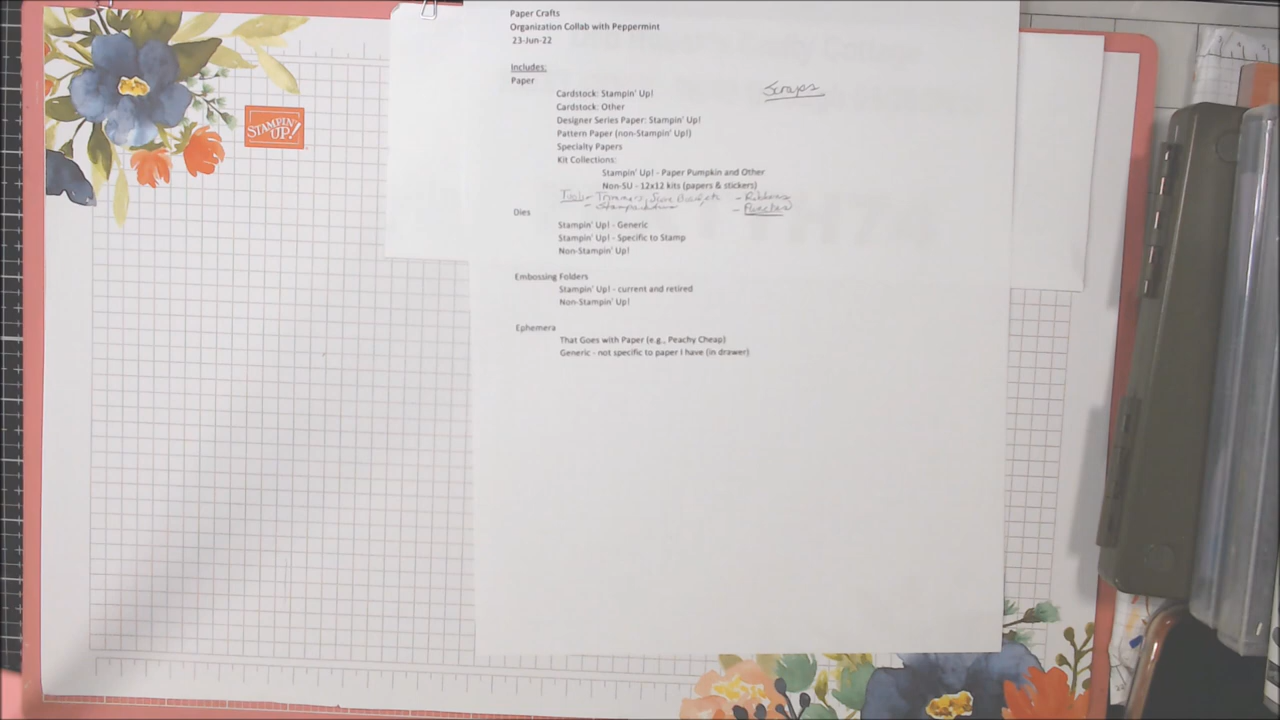 Paper Crafts
Organization Collab with Peppermint
23-Jun-22
Includes:
Paper
Cardstock: Stampin' Up!
Scraps
Cardstock: Other
Designer Series Paper: Stampin' Up!
Pattern Paper (non-Stampin' Up!)
Specialty Papers
Kit Collections:
Stampin' Up! - Paper Pumpkin and Other
Non-SU - 12x12 kits (papers & stickers)
Tools - Trimmers, Score Boards - Ribbons
- Punches
Dies
Stampin' Up! - Generic
Stampin' Up! - Specific to Stamp
Non-Stampin' Up!
Embossing Folders
Stampin' Up! - current and retired
Non-Stampin' Up!
Ephemera
That Goes with Paper (e.g., Peachy Cheap)
Generic - not specific to paper I have (in drawer)
STAMPIN' UP!